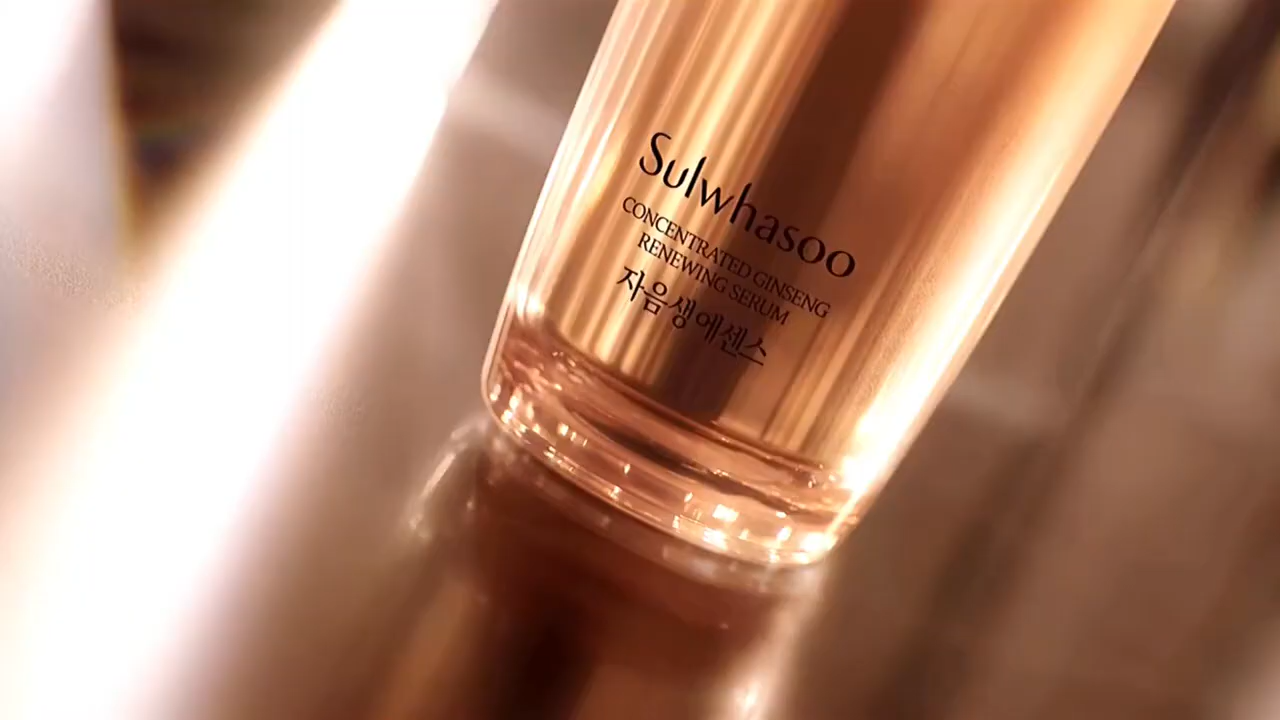 Sulwhasoo
CONCENTRATED GINSENG
RENEWING SERUM
자음생에센스